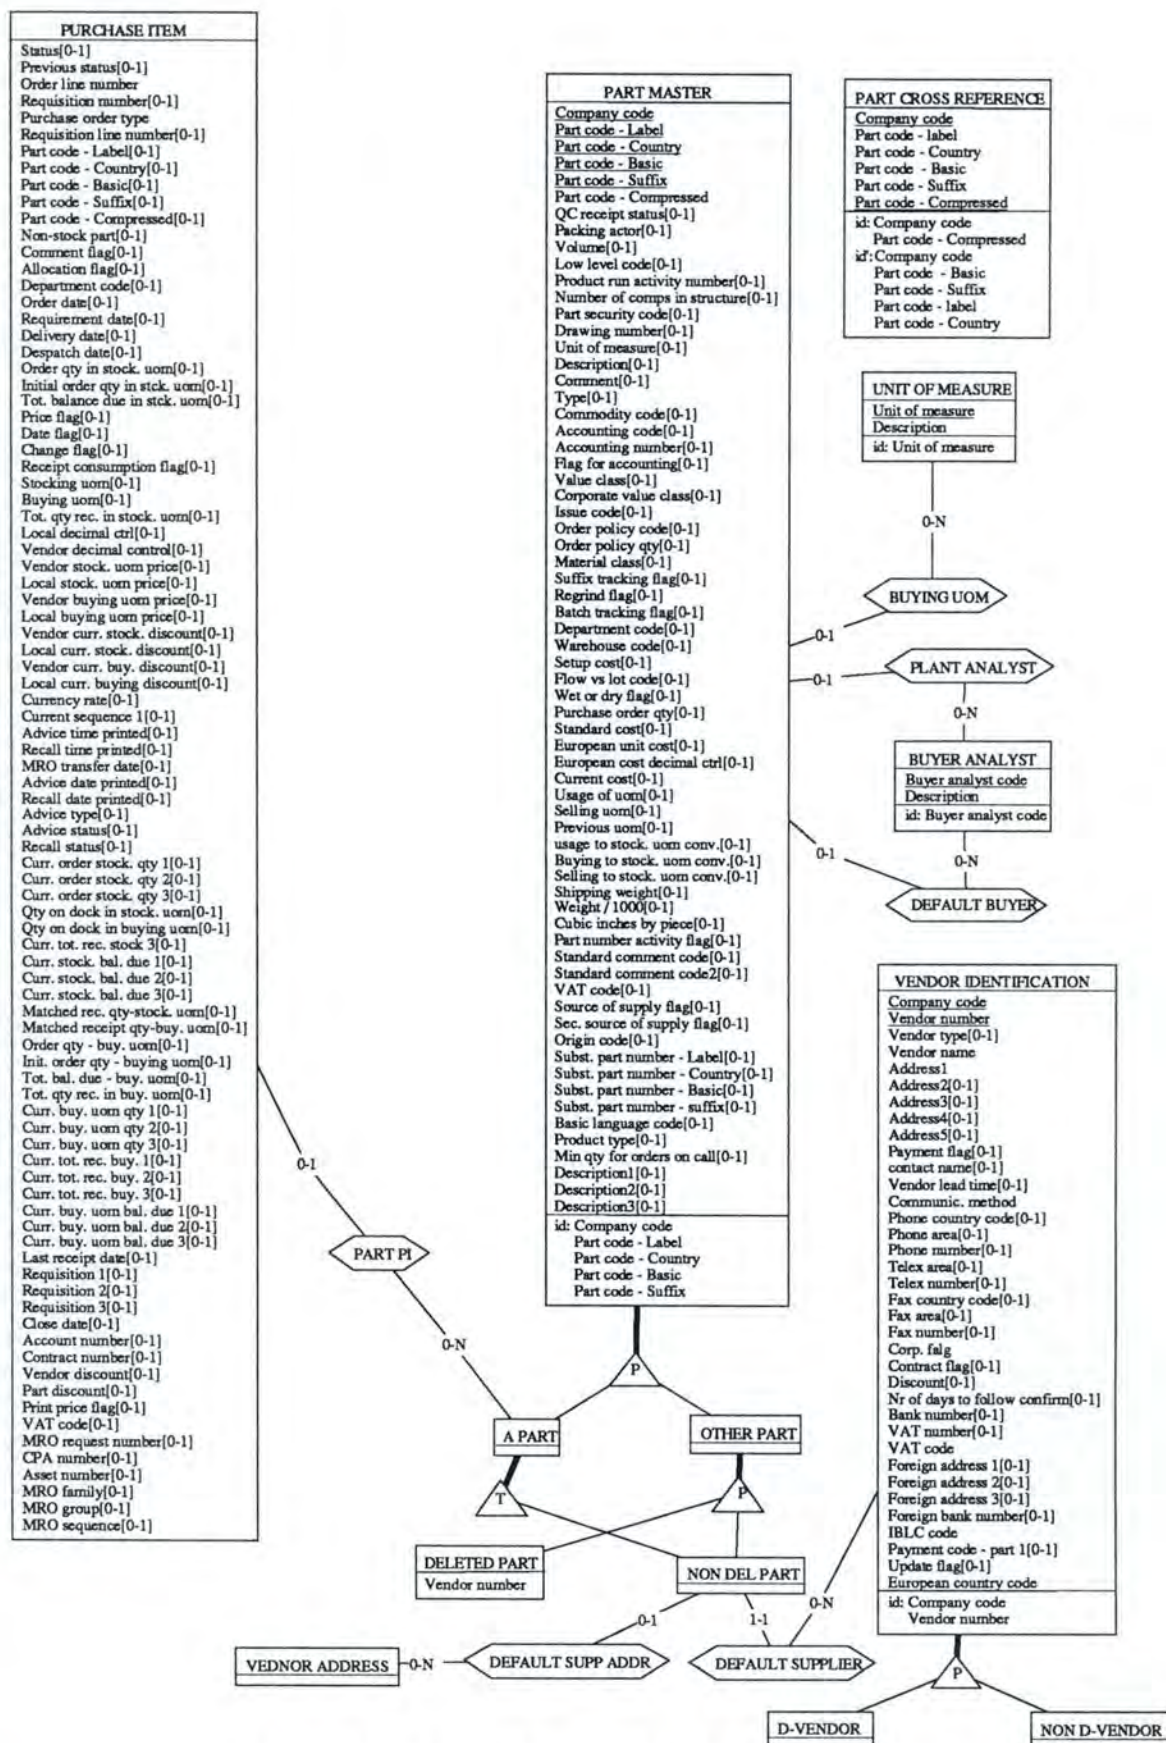 PURCHASE ITEM
Status[0-1]
Previous status[0-1]
Order line number
Requisition number[0-1]
Purchase order type
Requisition line number[0-1]
Part code - Label[0-1]
Part code - Country[0-1]
Part code - Basic[0-1]
Part code - Suffix[0-1]
Part code - Compressed[0-1]
Non-stock part[0-1]
Comment flag[0-1]
Allocation flag[0-1]
Department code[0-1]
Order date[0-1]
Requirement date[0-1]
Delivery date[0-1]
Despatch date[0-1]
Order qty in stock. uom[0-1]
Initial order qty in stck. uom[0-1]
Tot. balance due in stck. uom[0-1]
Price flag[0-1]
Date flag[0-1]
Change flag[0-1]
Receipt consumption flag[0-1]
Stocking uom[0-1]
Buying uom[0-1]
Tot. qty rec. in stock. uom[0-1]
Local decimal ctrl[0-1]
Vendor decimal control[0-1]
Vendor stock. uom price[0-1]
Local stock. uom price[0-1]
Vendor buying uom price[0-1]
Local buying uom price[0-1]
Vendor curr. stock. discount[0-1]
Local curr. stock. discount[0-1]
Vendor curr. buy. discount[0-1]
Local curr. buying discount[0-1]
Currency rate[0-1]
Current sequence 1[0-1]
Advice time printed[0-1]
Recall time printed[0-1]
MRO transfer date[0-1]
Advice date printed[0-1]
Recall date printed[0-1]
Advice type[0-1]
Advice status[0-1]
Recall status[0-1]
Curr. order stock. qty 1[0-1]
Curr. order stock. qty 2[0-1]
Curr. order stock. qty 3[0-1]
Qty on dock in stock. uom[0-1]
Qty on dock in buying uom[0-1]
Curr. tot. rec. stock 3[0-1]
Curr. stock. bal. due 1[0-1]
Curr. stock. bal. due 2[0-1]
Curr. stock. bal. due 3[0-1]
Matched rec. qty-stock. uom[0-1]
Matched receipt qty-buy. uom[0-1]
Order qty - buy. uom[0-1]
Init. order qty - buying uom[0-1]
Tot. bal. due - buy. uom[0-1]
Tot. qty rec. in buy. uom[0-1]
Curr. buy. uom qty 1[0-1]
Curr. buy. uom qty 2[0-1]
Curr. buy. uom qty 3[0-1]
Curr. tot. rec. buy. 1[0-1]
Curr. tot. rec. buy. 2[0-1]
Curr. tot. rec. buy. 3[0-1]
Curr. buy. uom bal. due 1[0-1]
Curr. buy. uom bal. due 2[0-1]
Curr. buy. uom bal. due 3[0-1]
Last receipt date[0-1]
Requisition 1[0-1]
Requisition 2[0-1]
Requisition 3[0-1]
Close date[0-1]
Account number[0-1]
Contract number[0-1]
Vendor discount[0-1]
Part discount[0-1]
Print price flag[0-1]
VAT code[0-1]
MRO request number[0-1]
CPA number[0-1]
Asset number[0-1]
MRO family[0-1]
MRO group[0-1]
MRO sequence[0-1]
0-1
PART PI
0-N
PART MASTER
Company code
Part code - Label
Part code - Country
Part code - Basic
Part code - Suffix
Part code - Compressed
QC receipt status[0-1]
Packing actor[0-1]
Volume[0-1]
Low level code[0-1]
Product run activity number[0-1]
Number of comps in structure[0-1]
Part security code[0-1]
Drawing number[0-1]
Unit of measure[0-1]
Description[0-1]
Comment[0-1]
Type[0-1]
Commodity code[0-1]
Accounting code[0-1]
Accounting number[0-1]
Flag for accounting[0-1]
Value class[0-1]
Corporate value class[0-1]
Issue code[0-1]
Order policy code[0-1]
Order policy qty[0-1]
Material class[0-1]
Suffix tracking flag[0-1]
Regrind flag[0-1]
Batch tracking flag[0-1]
Department code[0-1]
Warehouse code[0-1]
Setup cost[0-1]
Flow vs lot code[0-1]
Wet or dry flag[0-1]
Purchase order qty[0-1]
Standard cost[0-1]
European unit cost[0-1]
European cost decimal ctrl[0-1]
Current cost[0-1]
Usage of uom[0-1]
Selling uom[0-1]
Previous uom[0-1]
usage to stock. uom conv.[0-1]
Buying to stock. uom conv.[0-1]
Selling to stock. uom conv.[0-1]
Shipping weight[0-1]
Weight / 1000[0-1]
Cubic inches by piece[0-1]
Part number activity flag[0-1]
Standard comment code[0-1]
Standard comment code2[0-1]
VAT code[0-1]
Source of supply flag[0-1]
Sec. source of supply flag[0-1]
Origin code[0-1]
Subst. part number - Label[0-1]
Subst. part number - Country[0-1]
Subst. part number - Basic[0-1]
Subst. part number - suffix[0-1]
Basic language code[0-1]
Product type[0-1]
Min qty for orders on call[0-1]
Description1[0-1]
Description2[0-1]
Description3[0-1]
id: Company code
Part code - Label
Part code - Country
Part code - Basic
Part code - Suffix
P
A PART
OTHER PART
T
P
DELETED PART
Vendor number
NON DEL PART
0-1
1-1
0-N
VEDNOR ADDRESS
0-N
DEFAULT SUPP ADDR
DEFAULT SUPPLIER
PART CROSS REFERENCE
Company code
Part code - label
Part code - Country
Part code - Basic
Part code - Suffix
Part code - Compressed
id: Company code
Part code - Compressed
id': Company code
Part code - Basic
Part code - Suffix
Part code - label
Part code - Country
UNIT OF MEASURE
Unit of measure
Description
id: Unit of measure
0-N
BUYING UOM
0-1
PLANT ANALYST
0-1
0-N
BUYER ANALYST
Buyer analyst code
Description
id: Buyer analyst code
0-1
0-N
DEFAULT BUYER
VENDOR IDENTIFICATION
Company code
Vendor number
Vendor type[0-1]
Vendor name
Address1
Address2[0-1]
Address3[0-1]
Address4[0-1]
Address5[0-1]
Payment flag[0-1]
contact name[0-1]
Vendor lead time[0-1]
Communic. method
Phone country code[0-1]
Phone area[0-1]
Phone number[0-1]
Telex area[0-1]
Telex number[0-1]
Fax country code[0-1]
Fax area[0-1]
Fax number[0-1]
Corp. falg
Contract flag[0-1]
Discount[0-1]
Nr of days to follow confirm[0-1]
Bank number[0-1]
VAT number[0-1]
VAT code
Foreign address 1[0-1]
Foreign address 2[0-1]
Foreign address 3[0-1]
Foreign bank number[0-1]
IBLC code
Payment code - part 1[0-1]
Update flag[0-1]
European country code
id: Company code
Vendor number
P
D-VENDOR
NON D-VENDOR